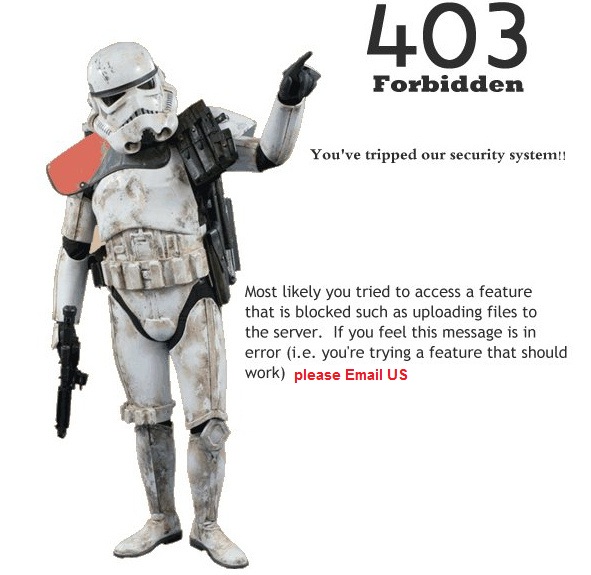 403
Forbidden
You've tripped our security system!!
Most likely you tried to access a feature
that is blocked such as uploading files to
the server.  If you feel this message is in
error (i.e. you're trying a feature that should
work) please Email US